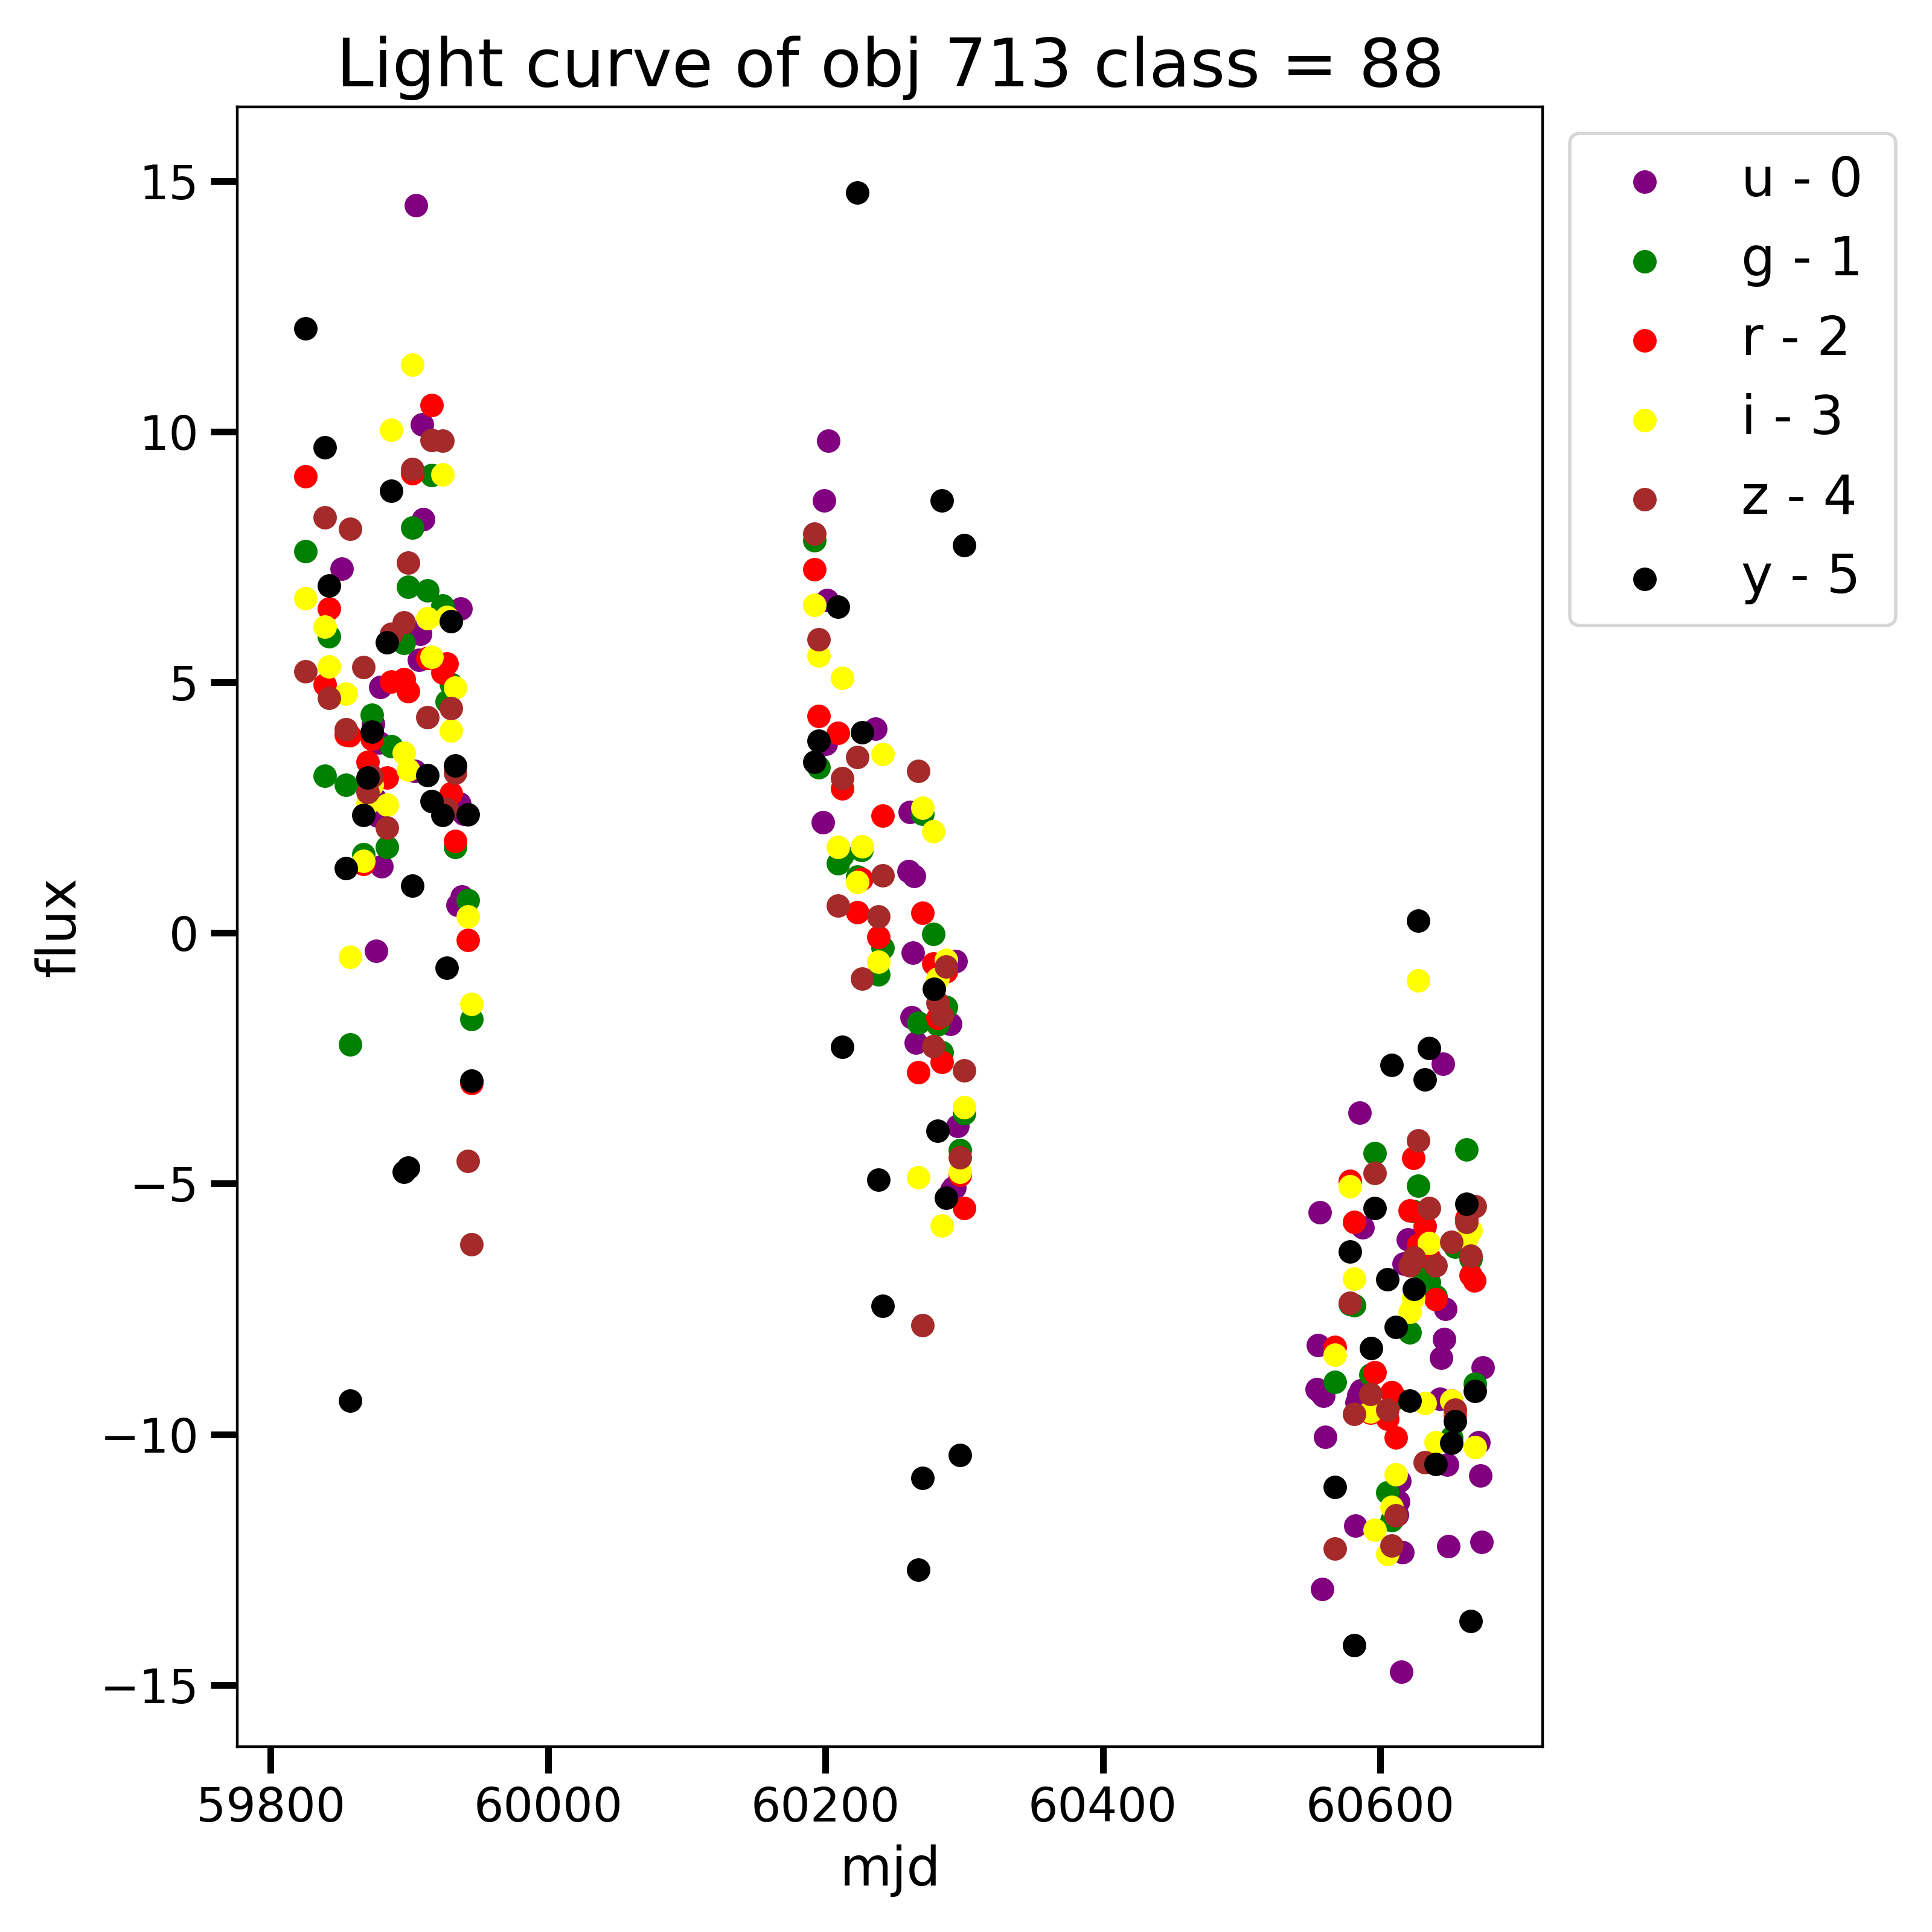 Light curve of obj 713 class = 88
15
10
5
0
−5
−10
−15
flux
59800
60000
60200
60400
60600
mjd
u - 0
g - 1
r - 2
i - 3
z - 4
y - 5